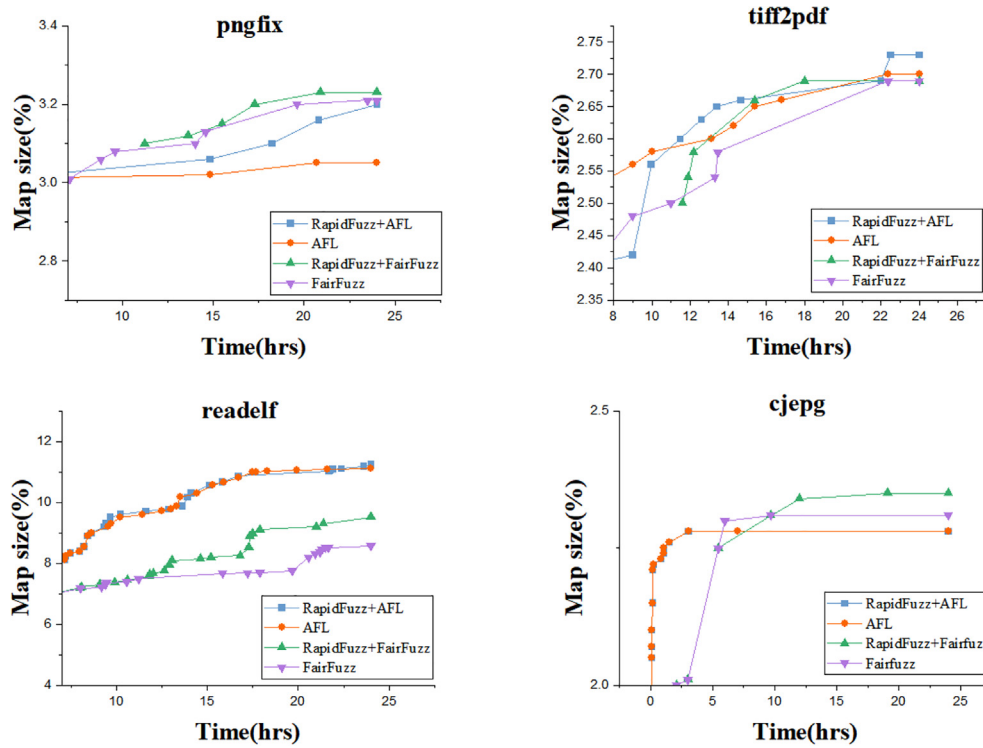 pngfix
3.4
3.2
3.0
2.8
Map size(%)
10
15
20
25
Time(hrs)
RapidFuzz+AFL
AFL
RapidFuzz+FairFuzz
FairFuzz
tiff2pdf
2.75
2.70
2.65
2.60
2.55
2.50
2.45
2.40
2.35
Map size(%)
8
10
12
14
16
18
20
22
24
26
Time(hrs)
RapidFuzz+AFL
AFL
RapidFuzz+FairFuzz
FairFuzz
readelf
12
10
8
6
4
Map size(%)
10
15
20
25
Time(hrs)
RapidFuzz+AFL
AFL
RapidFuzz+FairFuzz
FairFuzz
cjepg
2.5
2.0
Map size(%)
0
5
10
15
20
25
Time(hrs)
RapidFuzz+AFL
AFL
RapidFuzz+Fairfuzz
Fairfuzz